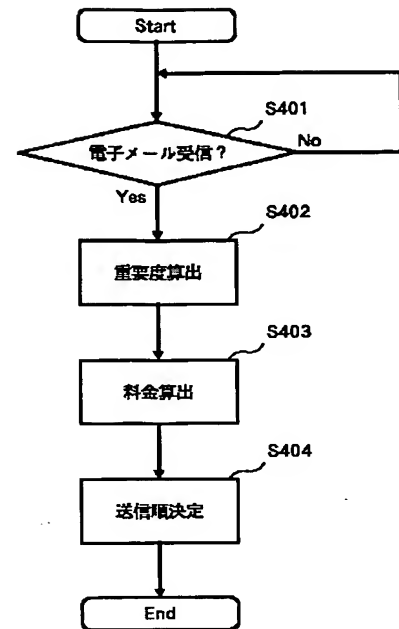 Start
S401
電子メール受信？
No
Yes
S402
重要度算出
S403
料金算出
S404
送信順決定
End